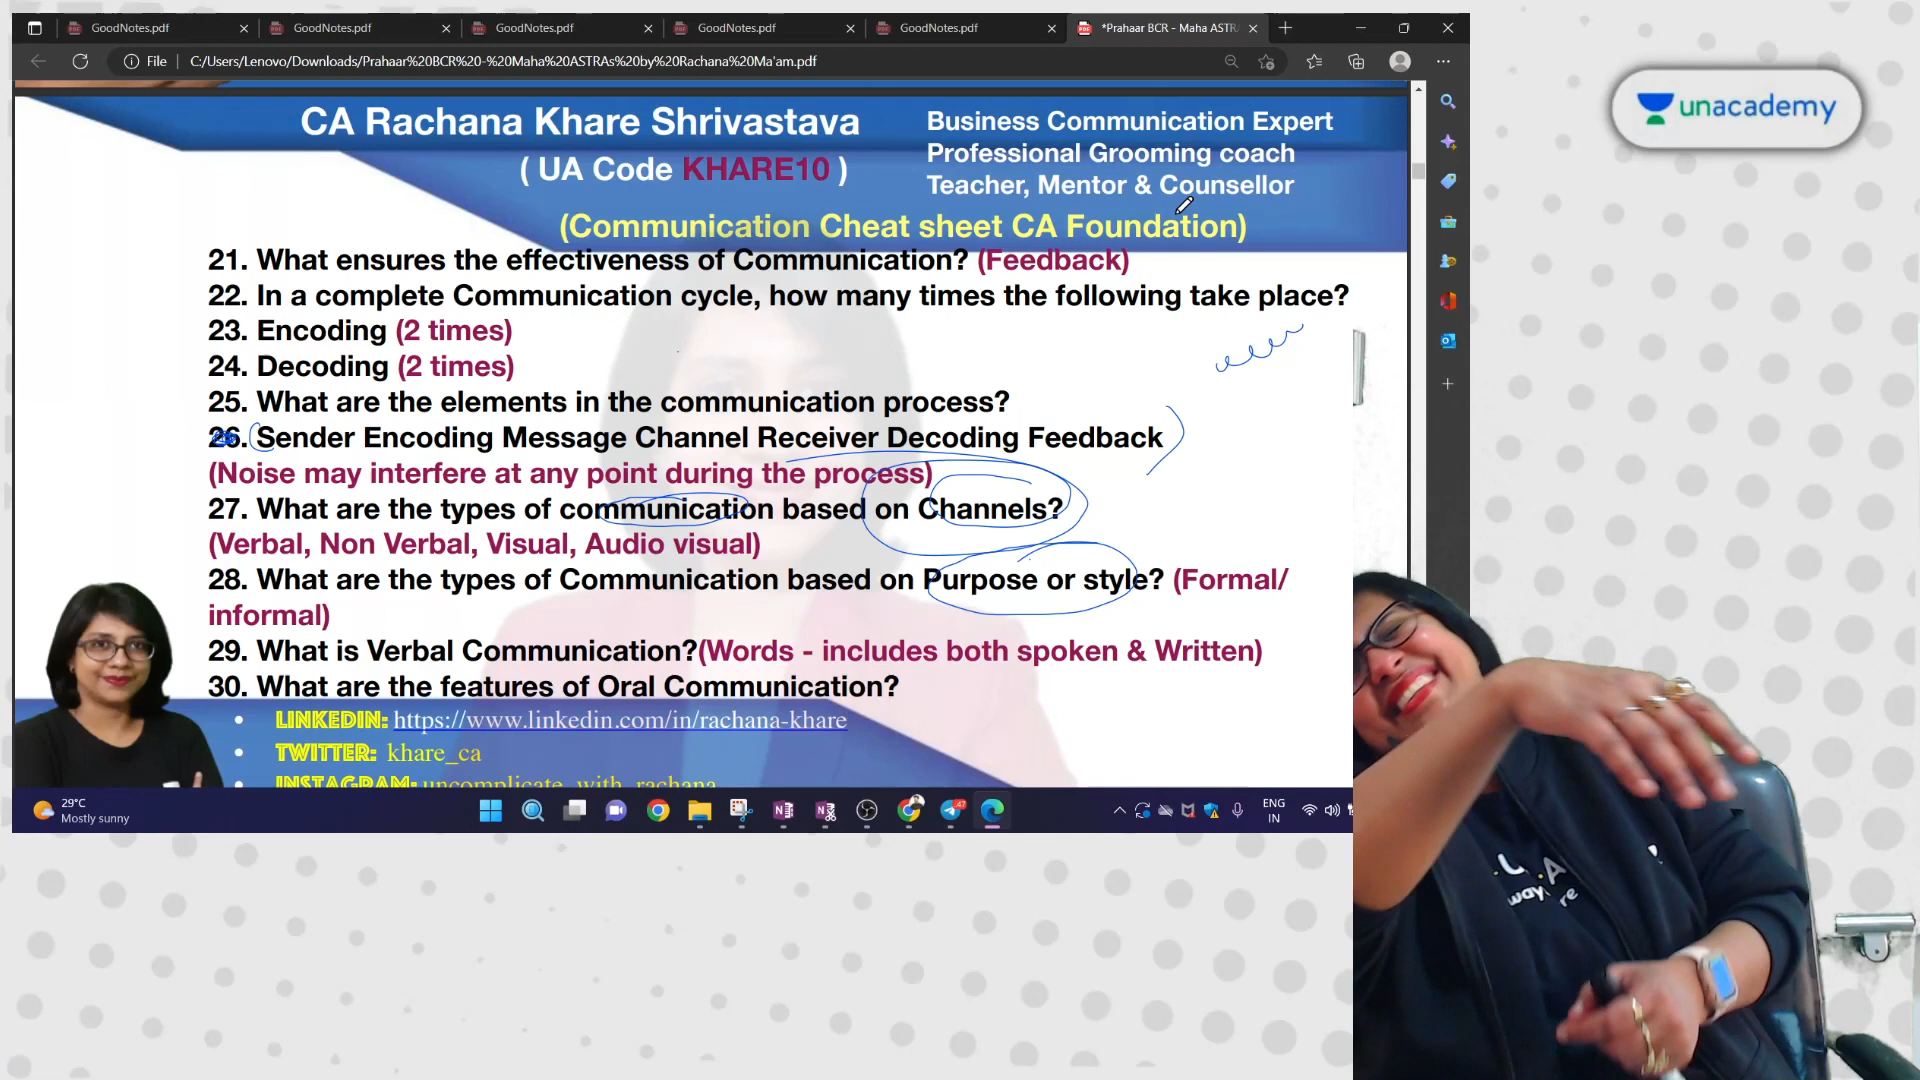 GoodNotes.pdf
GoodNotes.pdf
GoodNotes.pdf
GoodNotes.pdf
GoodNotes.pdf
*Prahaar BCR - Maha ASTR
File
C:/Users/Lenovo/Downloads/Prahaar%20BCR%20-%20Maha%20ASTRAs%20by%20Rachana%20Ma'am.pdf
unacademy
CA Rachana Khare Shrivastava
( UA Code KHARE10 )
Business Communication Expert
Professional Grooming coach
Teacher, Mentor & Counsellor
(Communication Cheat sheet CA Foundation)
21. What ensures the effectiveness of Communication? (Feedback)
22. In a complete Communication cycle, how many times the following take place?
23. Encoding (2 times)
24. Decoding (2 times)
25. What are the elements in the communication process?
26. Sender Encoding Message Channel Receiver Decoding Feedback
(Noise may interfere at any point during the process)
27. What are the types of communication based on Channels?
(Verbal, Non Verbal, Visual, Audio visual)
28. What are the types of Communication based on Purpose or style? (Formal/
informal)
29. What is Verbal Communication?(Words - includes both spoken & Written)
30. What are the features of Oral Communication?
• LINKEDIN: https://www.linkedin.com/in/rachana-khare
• TWITTER: khare_ca
• INSTAGRAM: uncomplicate_with_rachana
29°C
Mostly sunny
47
ENG
IN